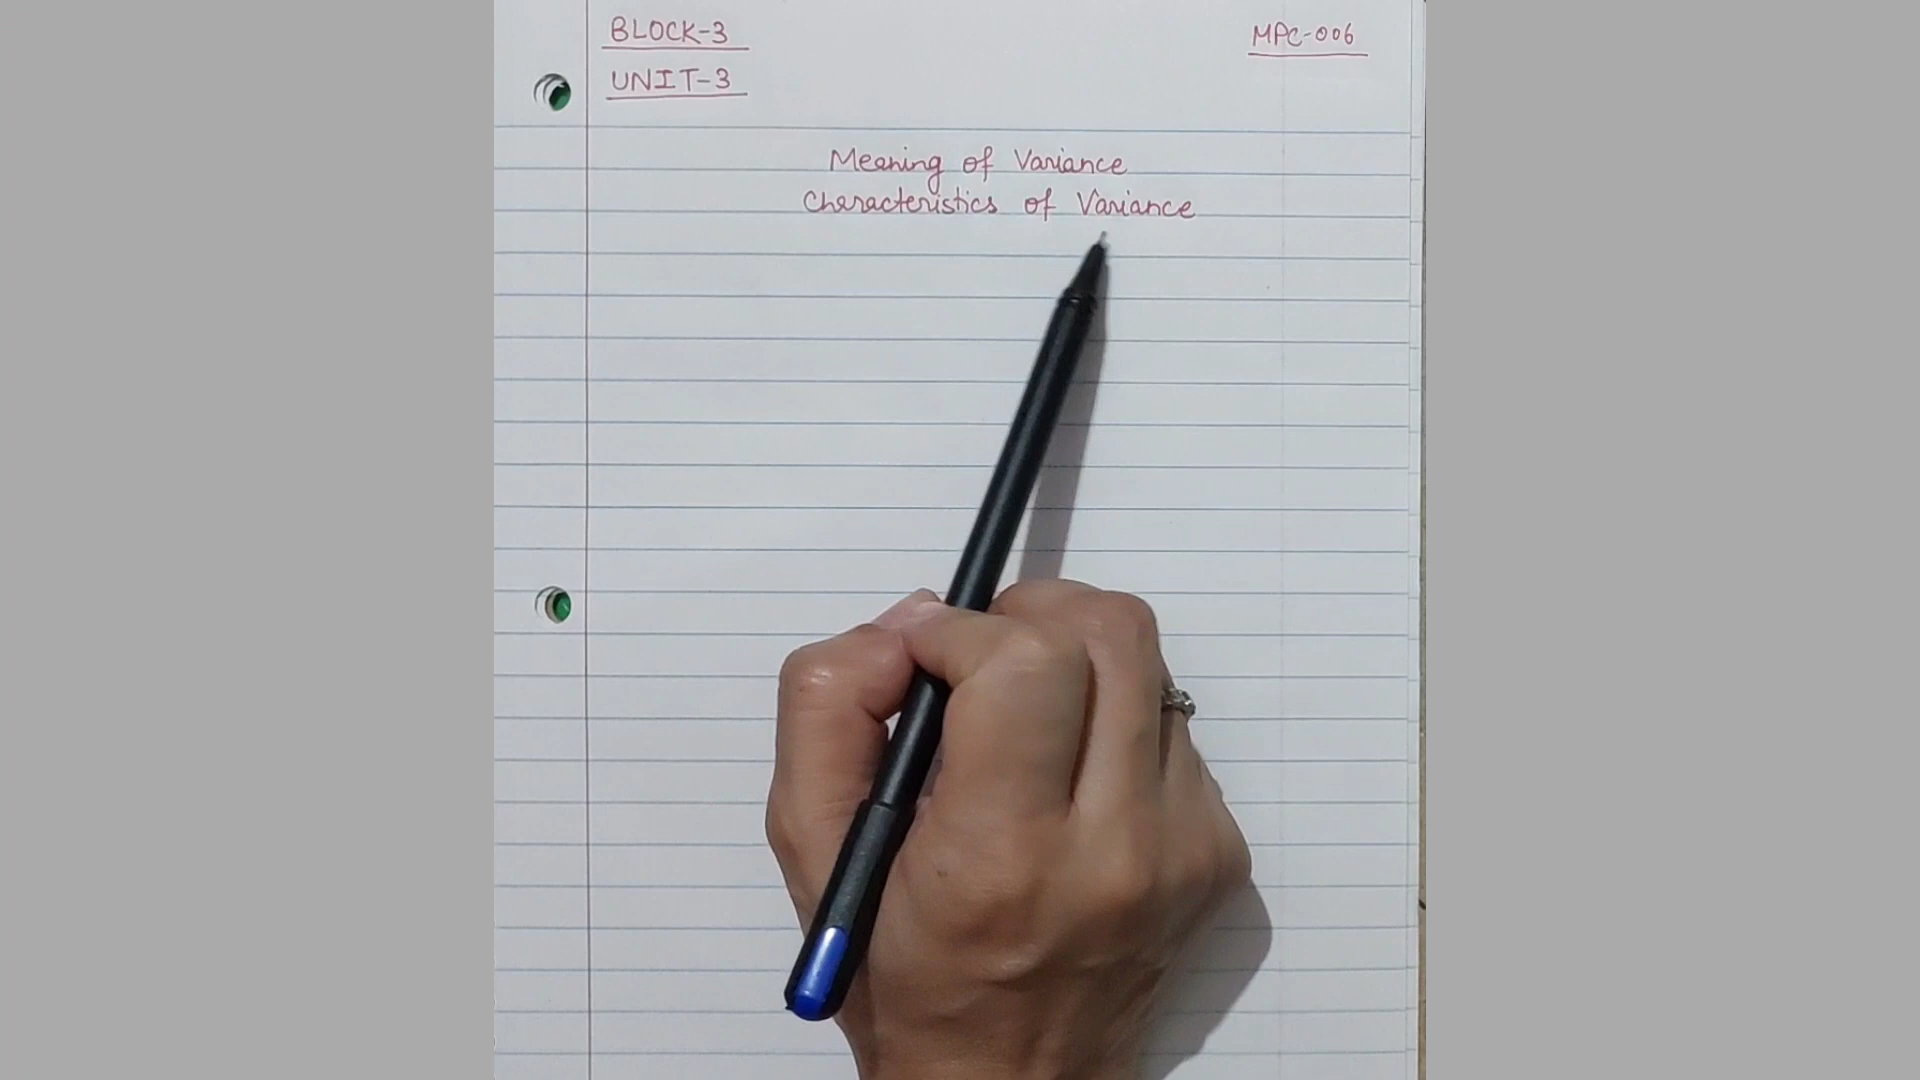 BLOCK-3
MPC-006
UNIT-3
Meaning of Variance
Characteristics of Variance